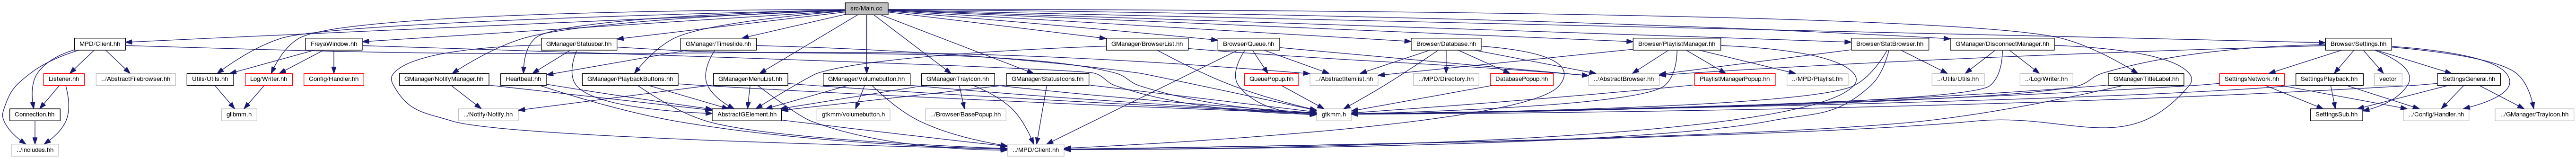 src/Main.cc
MPD/Client.hh
FreyaWindow.hh
GManager/Statusbar.hh
GManager/Timeslide.hh
GManager/BrowserList.hh
Browser/Queue.hh
Browser/Database.hh
Browser/PlaylistManager.hh
Browser/StatBrowser.hh
GManager/DisconnectManager.hh
Browser/Settings.hh
Listener.hh
../AbstractFilebrowser.hh
Utils/Utils.hh
Log/Writer.hh
Config/Handler.hh
GManager/NotifyManager.hh
Heartbeat.hh
GManager/PlaybackButtons.hh
GManager/MenuList.hh
GManager/Volumebutton.hh
GManager/Trayicon.hh
GManager/StatusIcons.hh
QueuePopup.hh
../AbstractItemlist.hh
../MPD/Directory.hh
DatabasePopup.hh
../AbstractBrowser.hh
PlaylistManagerPopup.hh
../MPD/Playlist.hh
../Utils/Utils.hh
../Log/Writer.hh
GManager/TitleLabel.hh
SettingsNetwork.hh
SettingsPlayback.hh
vector
SettingsGeneral.hh
Connection.hh
glibmm.h
../Notify/Notify.hh
AbstractGElement.hh
gtkmm/volumebutton.h
../Browser/BasePopup.hh
gtkmm.h
SettingsSub.hh
../Config/Handler.hh
../GManager/Trayicon.hh
../includes.hh
../MPD/Client.hh